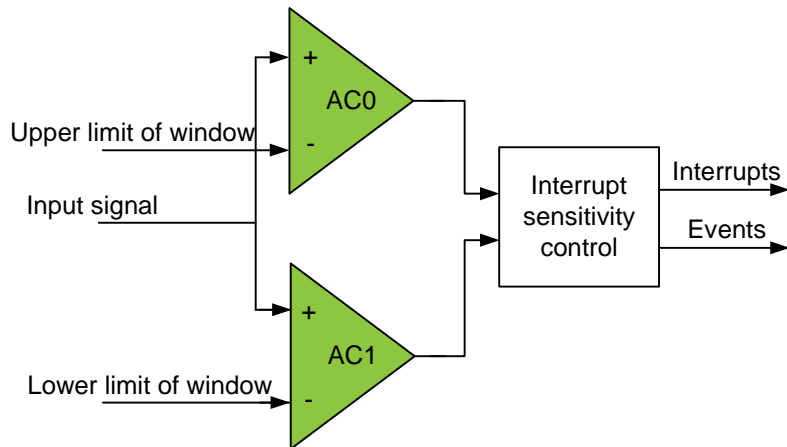 +
AC0
Upper limit of window
-
Input signal
Interrupt
sensitivity
control
Interrupts
Events
+
AC1
Lower limit of window
-